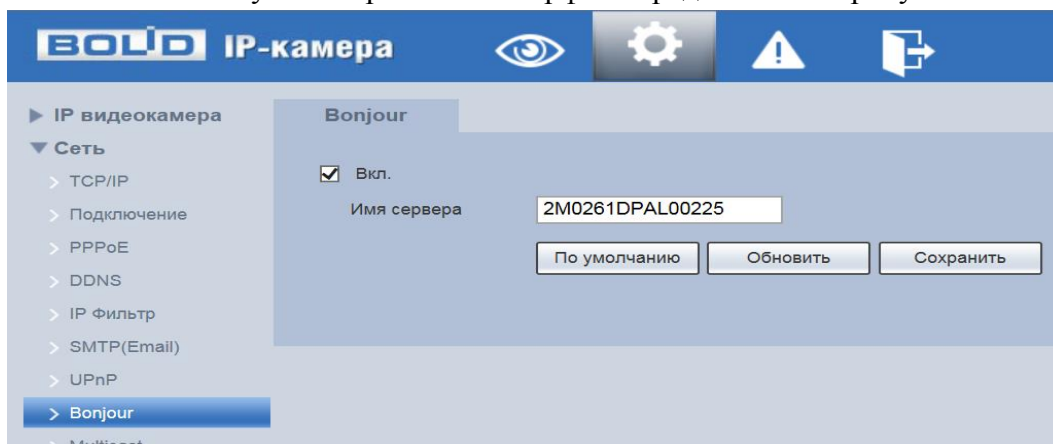 BOLID IP-камера
IP видеокамера
Сеть
TCP/IP
Подключение
PPPoE
DDNS
IP Фильтр
SMTP(Email)
UPnP
Bonjour
Bonjour
Вкл.
Имя сервера 2M0261DPAL00225
По умолчанию Обновить Сохранить